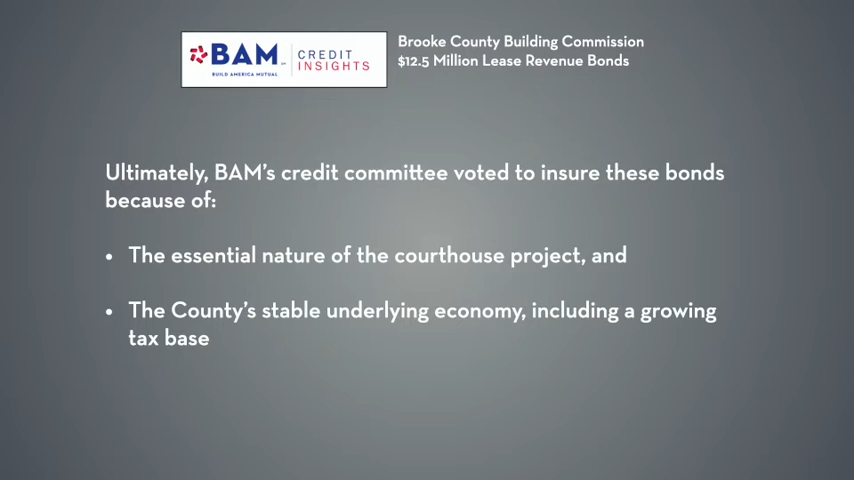 BAM
BUILD AMERICA MUTUAL
CREDIT
INSIGHTS
Brooke County Building Commission
$12.5 Million Lease Revenue Bonds
Ultimately, BAM's credit committee voted to insure these bonds
because of:
• The essential nature of the courthouse project, and
• The County's stable underlying economy, including a growing
tax base